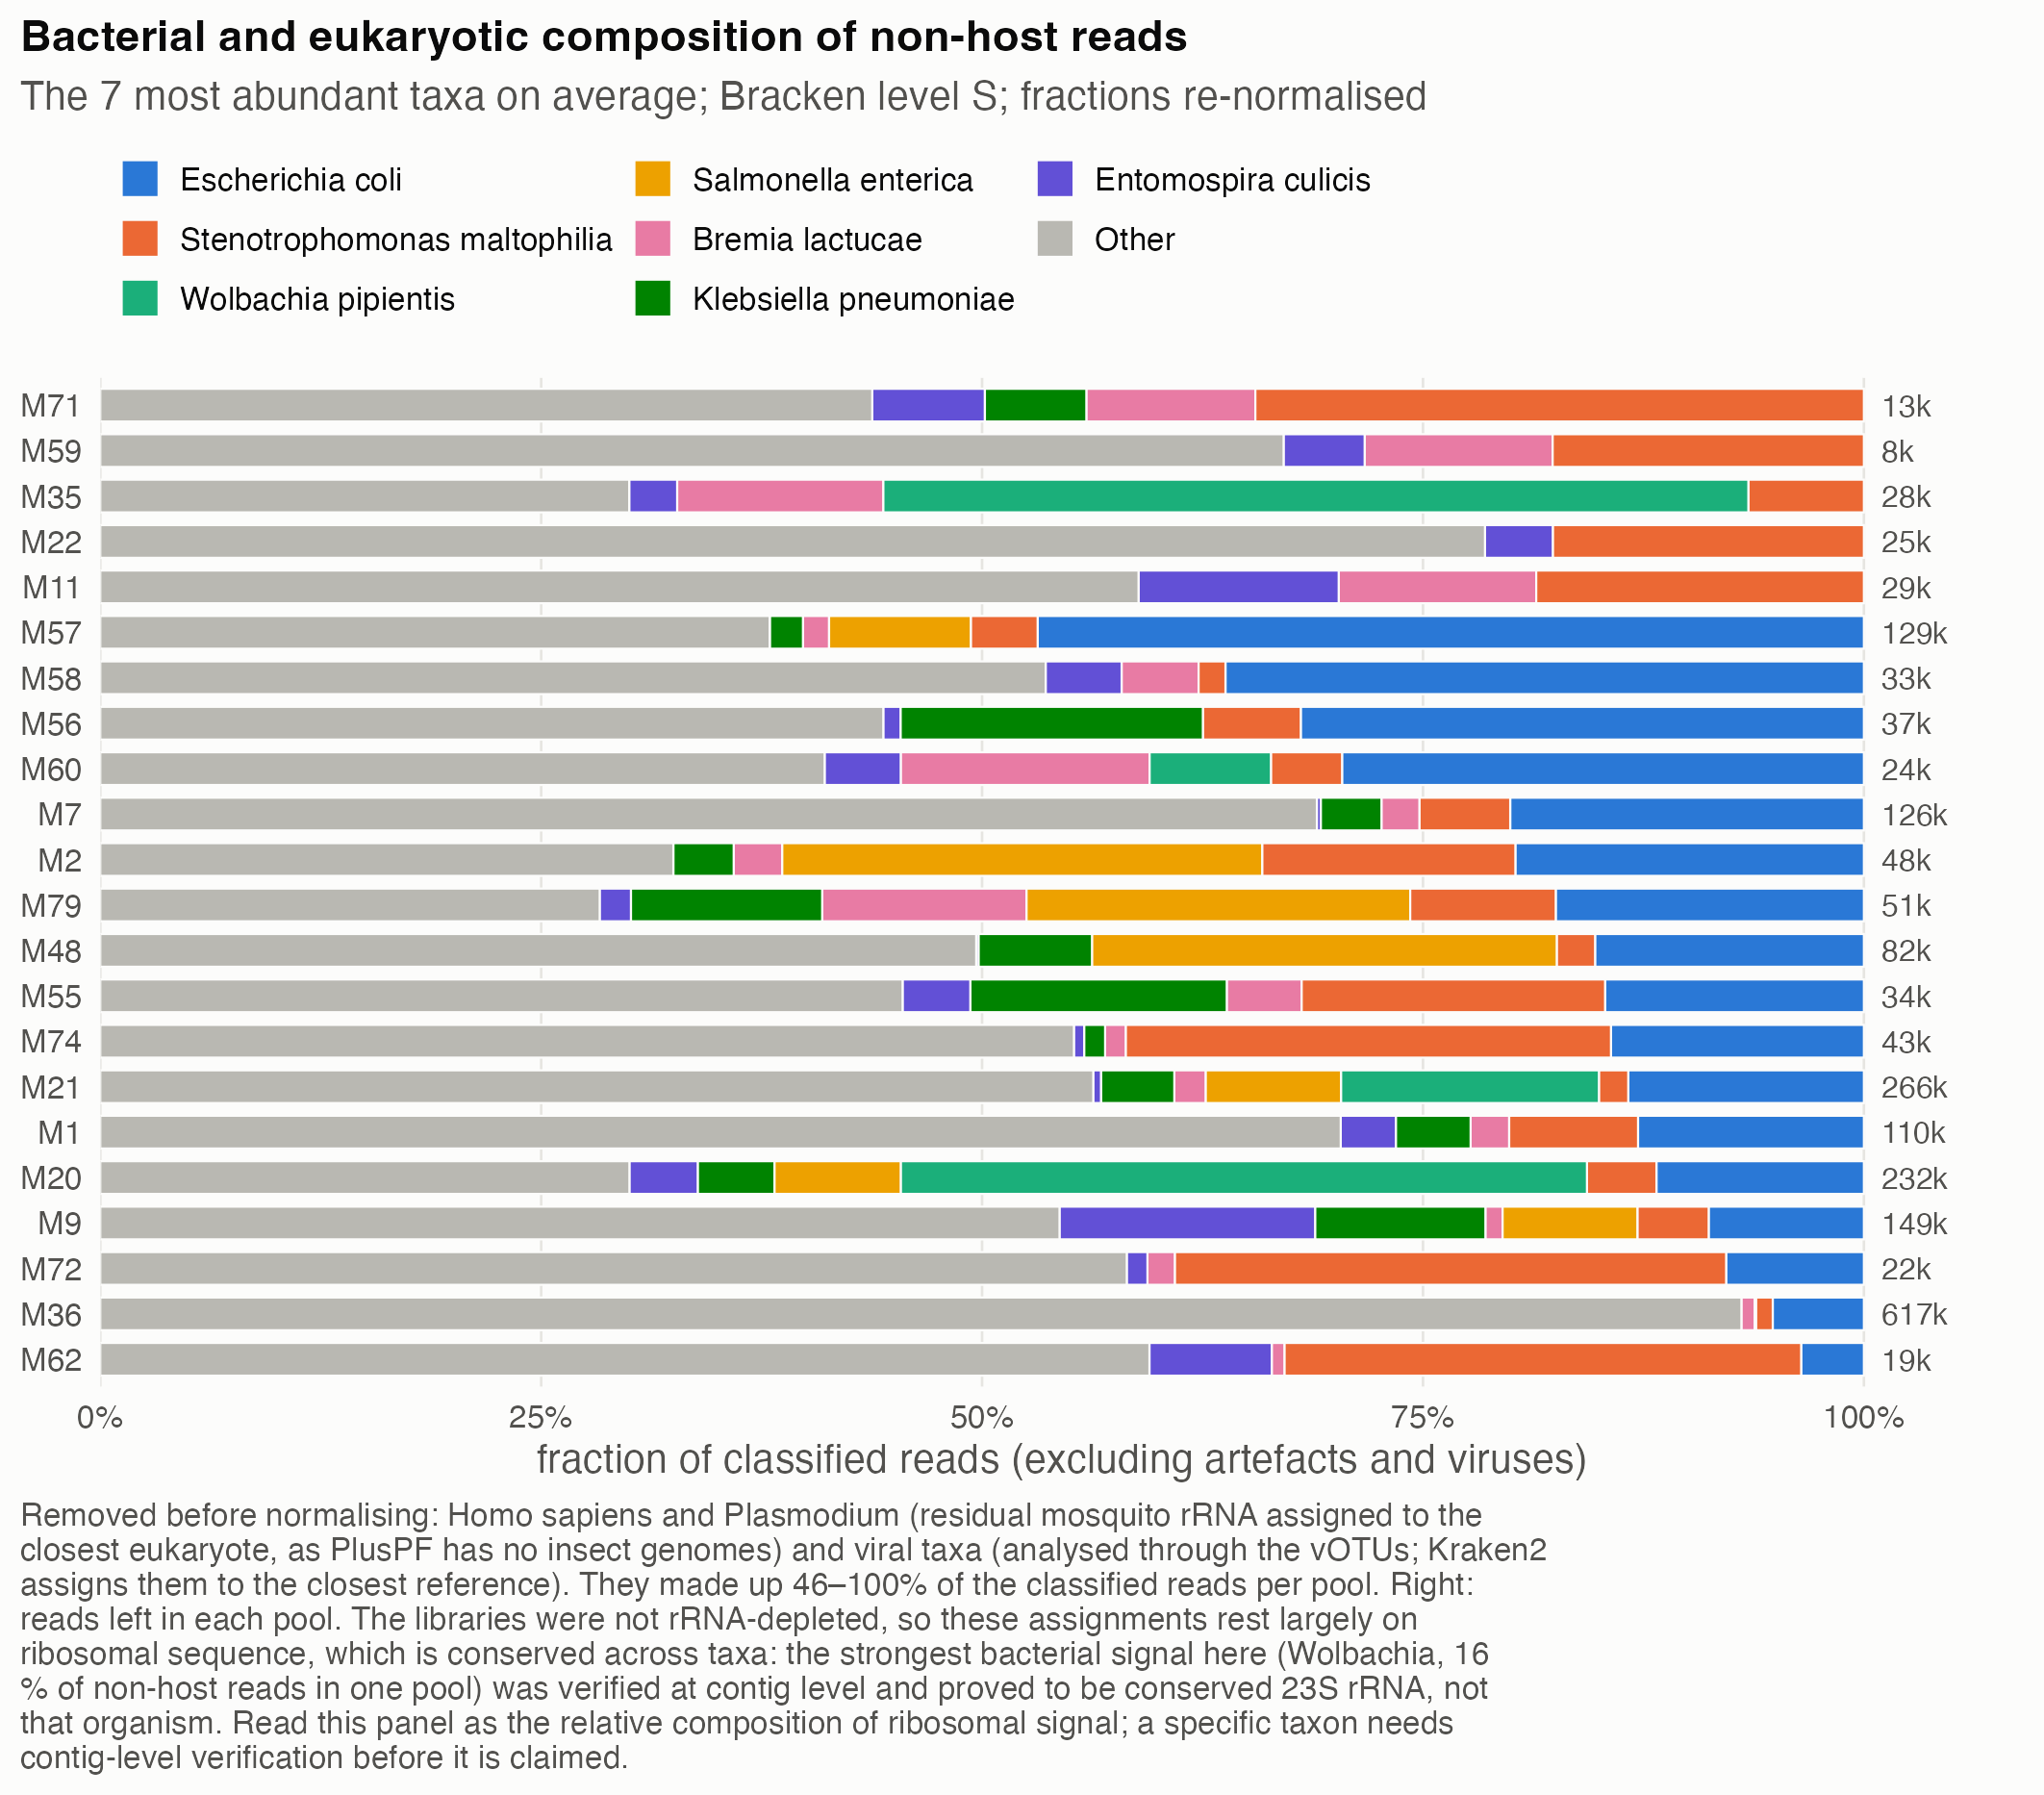 Bacterial and eukaryotic composition of non-host reads
The 7 most abundant taxa on average; Bracken level S; fractions re-normalised
Escherichia coli
Salmonella enterica
Entomospira culicis
Stenotrophomonas maltophilia
Bremia lactucae
Other
Wolbachia pipientis
Klebsiella pneumoniae
M71 13k
M59 8k
M35 28k
M22 25k
M11 29k
M57 129k
M58 33k
M56 37k
M60 24k
M7 126k
M2 48k
M79 51k
M48 82k
M55 34k
M74 43k
M21 266k
M1 110k
M20 232k
M9 149k
M72 22k
M36 617k
M62 19k
0% 25% 50% 75% 100%
fraction of classified reads (excluding artefacts and viruses)
Removed before normalising: Homo sapiens and Plasmodium (residual mosquito rRNA assigned to the
closest eukaryote, as PlusPF has no insect genomes) and viral taxa (analysed through the vOTUs; Kraken2
assigns them to the closest reference). They made up 46–100% of the classified reads per pool. Right:
reads left in each pool. The libraries were not rRNA-depleted, so these assignments rest largely on
ribosomal sequence, which is conserved across taxa: the strongest bacterial signal here (Wolbachia, 16
% of non-host reads in one pool) was verified at contig level and proved to be conserved 23S rRNA, not
that organism. Read this panel as the relative composition of ribosomal signal; a specific taxon needs
contig-level verification before it is claimed.